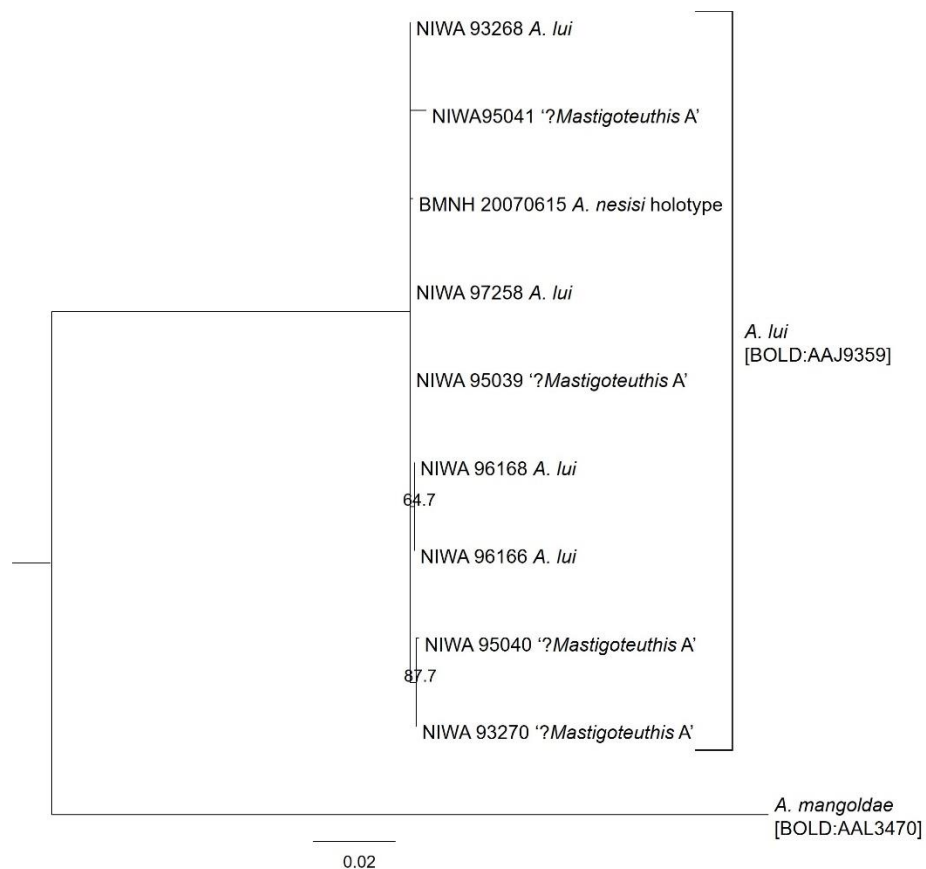 NIWA 93268 A. lui
NIWA95041 ‘?Mastigoteuthis A’
BMNH 20070615 A. nesisi holotype
NIWA 97258 A. lui
A. lui
[BOLD:AAJ9359]
NIWA 95039 ‘?Mastigoteuthis A’
NIWA 96168 A. lui
64.7
NIWA 96166 A. lui
NIWA 95040 ‘?Mastigoteuthis A’
87.7
NIWA 93270 ‘?Mastigoteuthis A’
A. mangoldae
[BOLD:AAL3470]
0.02